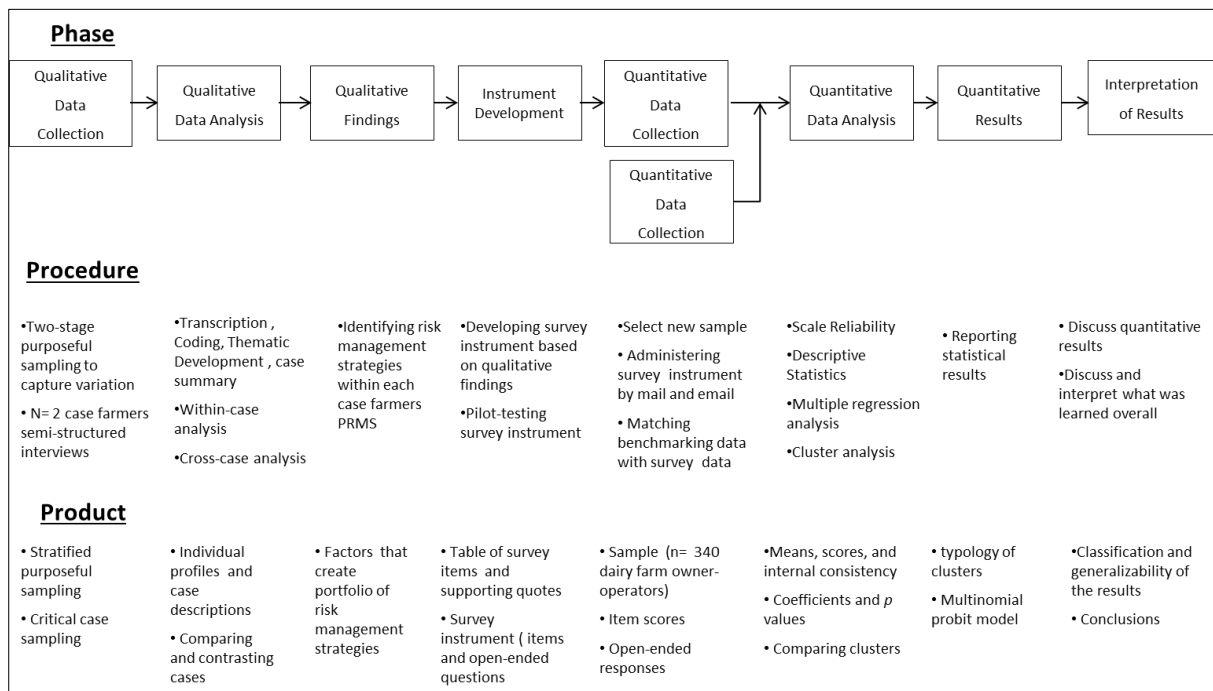 Phase
Qualitative
Data
Collection
Qualitative
Data Analysis
Qualitative
Findings
Instrument
Development
Quantitative
Data
Collection
Quantitative
Data
Collection
Quantitative
Data Analysis
Quantitative
Results
Interpretation
of Results
Procedure
•Two-stage
purposeful
sampling to
capture variation
• N= 2 case farmers
semi-structured
interviews
•Transcription ,
Coding, Thematic
Development , case
summary
•Within-case
analysis
•Cross-case analysis
•Identifying risk
management
strategies
within each
case farmers
PRMS
•Developing survey
instrument based
on qualitative
findings
•Pilot-testing
survey instrument
•Select new sample
• Administering
survey instrument
by mail and email
• Matching
benchmarking data
with survey data
•Scale Reliability
•Descriptive
Statistics
•Multiple regression
analysis
•Cluster analysis
• Reporting
statistical
results
• Discuss quantitative
results
•Discuss and
interpret what was
learned overall
Product
• Stratified
purposeful
sampling
• Critical case
sampling
• Individual
profiles and
case
descriptions
• Comparing
and contrasting
cases
• Factors that
create
portfolio of
risk
management
strategies
• Table of survey
items and
supporting quotes
• Survey
instrument ( items
and open-ended
questions
• Sample (n= 340
dairy farm owner-
operators)
• Item scores
• Open-ended
responses
•Means, scores, and
internal consistency
• Coefficients and p
values
• Comparing clusters
• typology of
clusters
• Multinomial
probit model
•Classification and
generalizability of
the results
• Conclusions